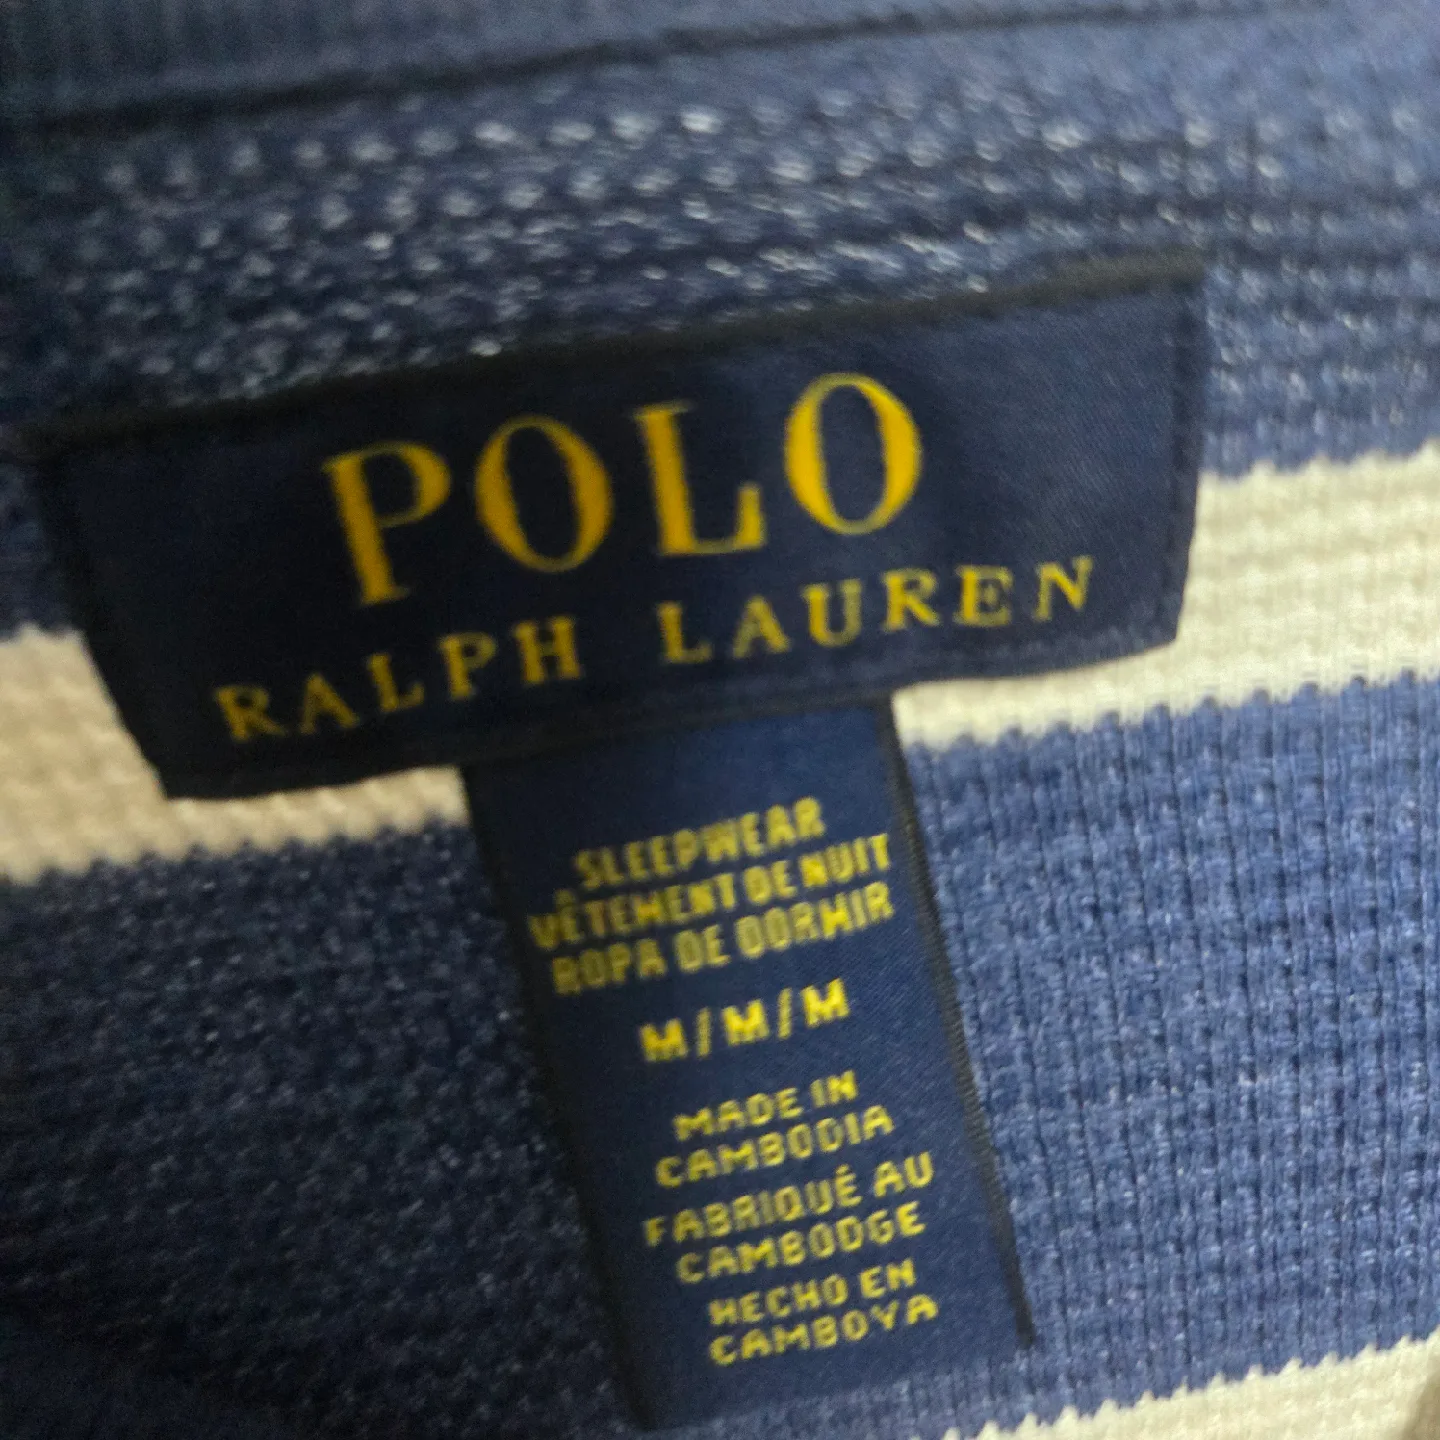 POLO
RALPH LAUREN
SLEEPWEAR
VÊTEMENT DE NUIT
ROPA DE DORMIR
M/M/M
MADE IN
CAMBODIA
FABRIQUÉ AU
CAMBODGE
HECHO EN
CAMBOYA